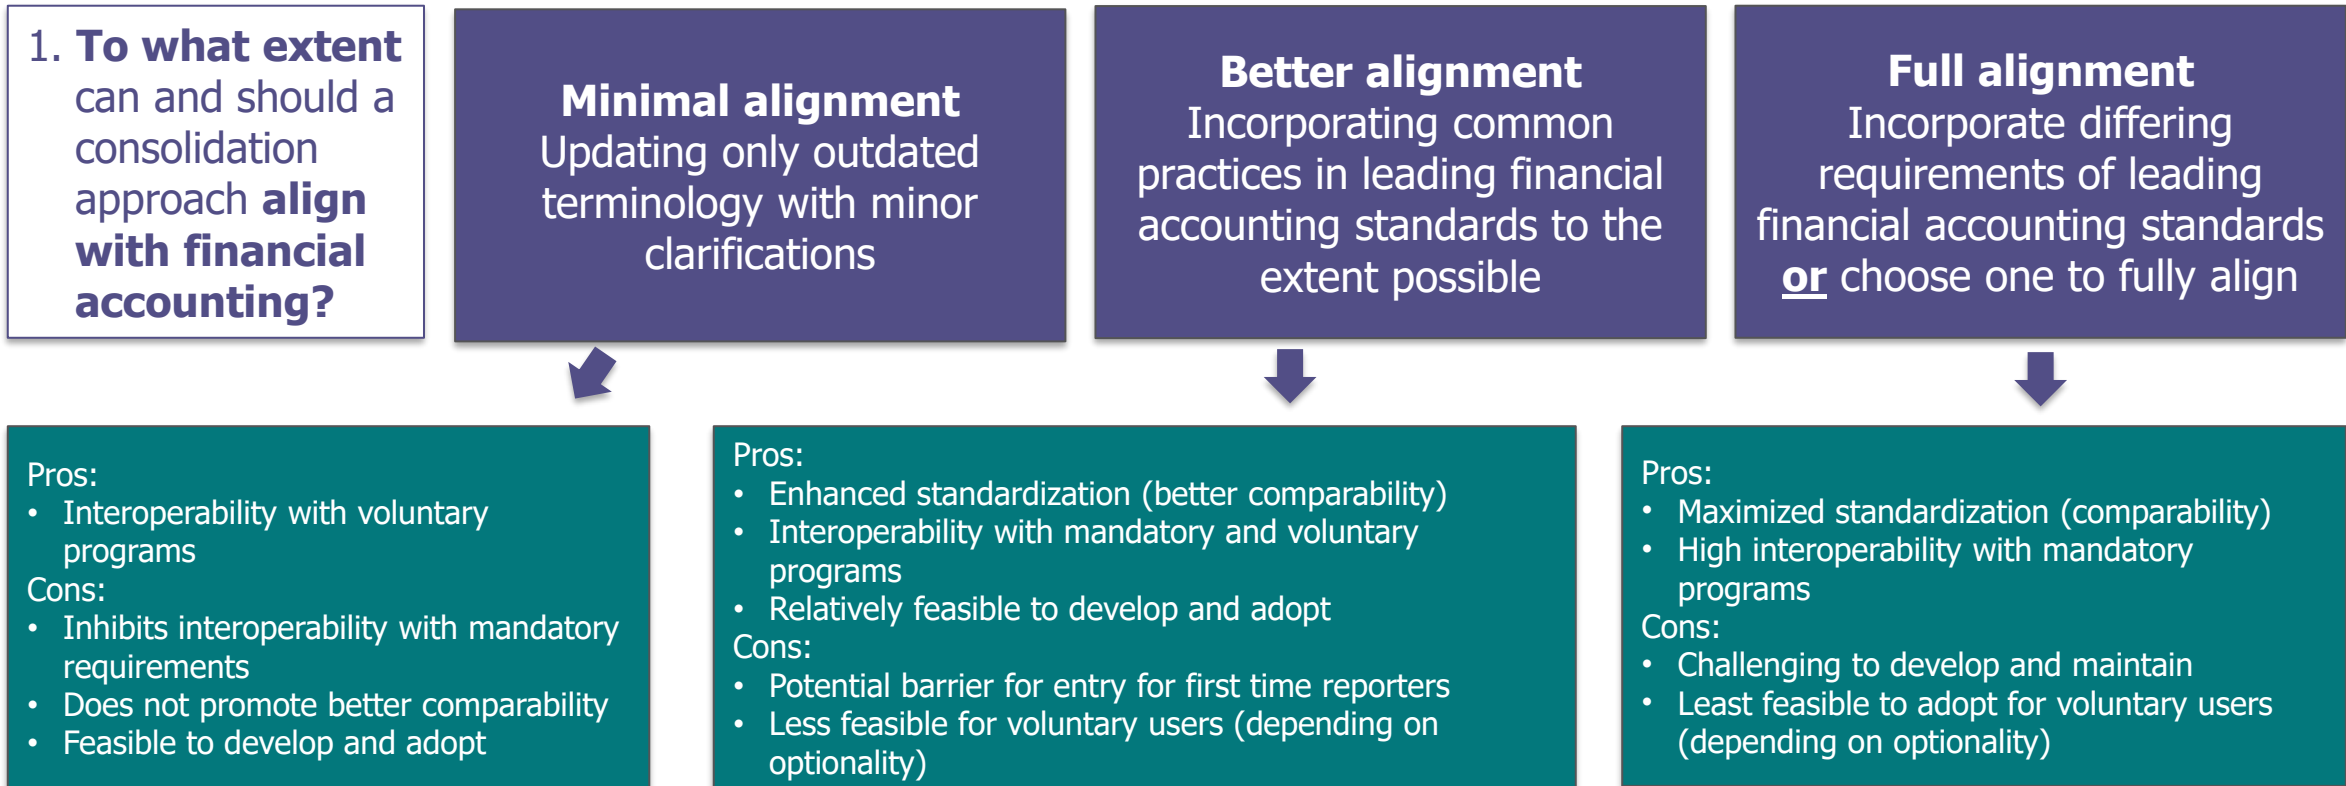 1. To what extent
can and should a
consolidation
approach align
with financial
accounting?
Minimal alignment
Updating only outdated
terminology with minor
clarifications
Better alignment
Incorporating common
practices in leading financial
accounting standards to the
extent possible
Full alignment
Incorporate differing
requirements of leading
financial accounting standards
or choose one to fully align
Pros:
• Interoperability with voluntary
programs
Cons:
• Inhibits interoperability with mandatory
requirements
• Does not promote better comparability
• Feasible to develop and adopt
Pros:
• Enhanced standardization (better comparability)
• Interoperability with mandatory and voluntary
programs
• Relatively feasible to develop and adopt
Cons:
• Potential barrier for entry for first time reporters
• Less feasible for voluntary users (depending on
optionality)
Pros:
• Maximized standardization (comparability)
• High interoperability with mandatory
programs
Cons:
• Challenging to develop and maintain
• Least feasible to adopt for voluntary users
(depending on optionality)